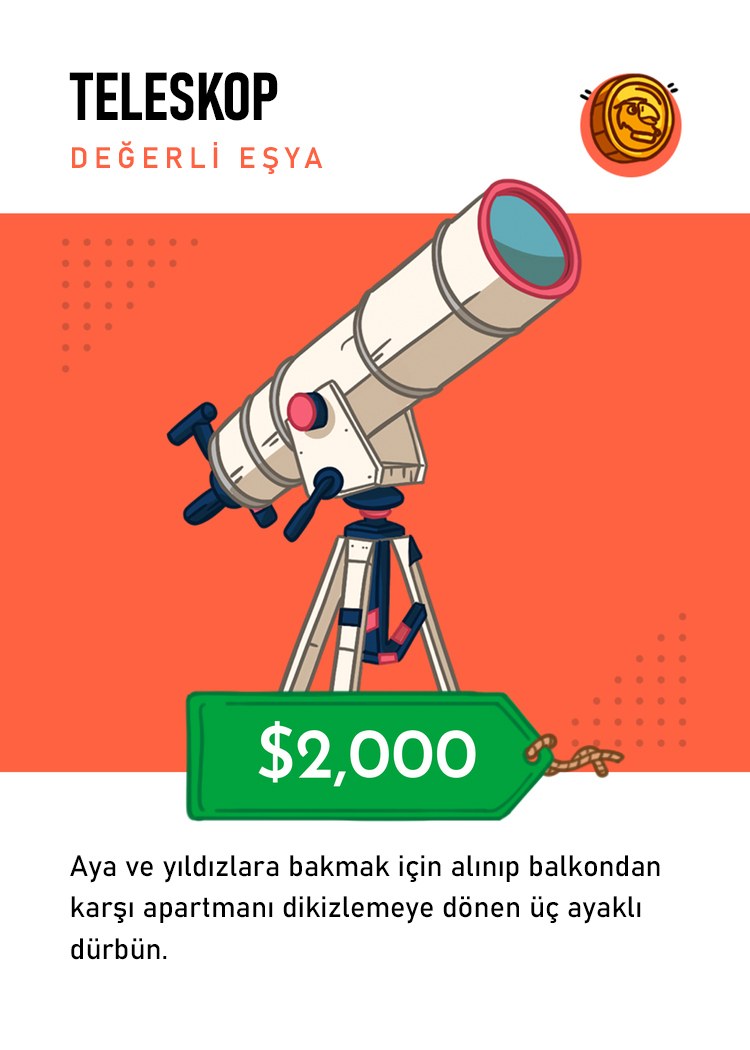 TELESKOP
DEĞERLİ EŞYA
$2,000
Aya ve yıldızlara bakmak için alınıp balkondan
karşı apartmanı dikizlemeye dönen üç ayaklı
dürbün.